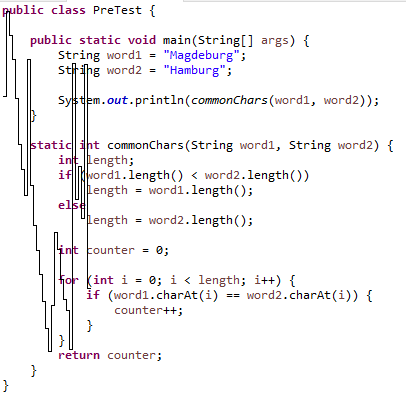 public class PreTest {
public static void main(String[] args) {
String word1 = "Magdeburg";
String word2 = "Hamburg";
System.out.println(commonChars(word1, word2));
}
static int commonChars(String word1, String word2) {
int length;
if (word1.length() < word2.length())
length = word1.length();
else
length = word2.length();
int counter = 0;
for (int i = 0; i < length; i++) {
if (word1.charAt(i) == word2.charAt(i)) {
counter++;
}
}
return counter;
}
}